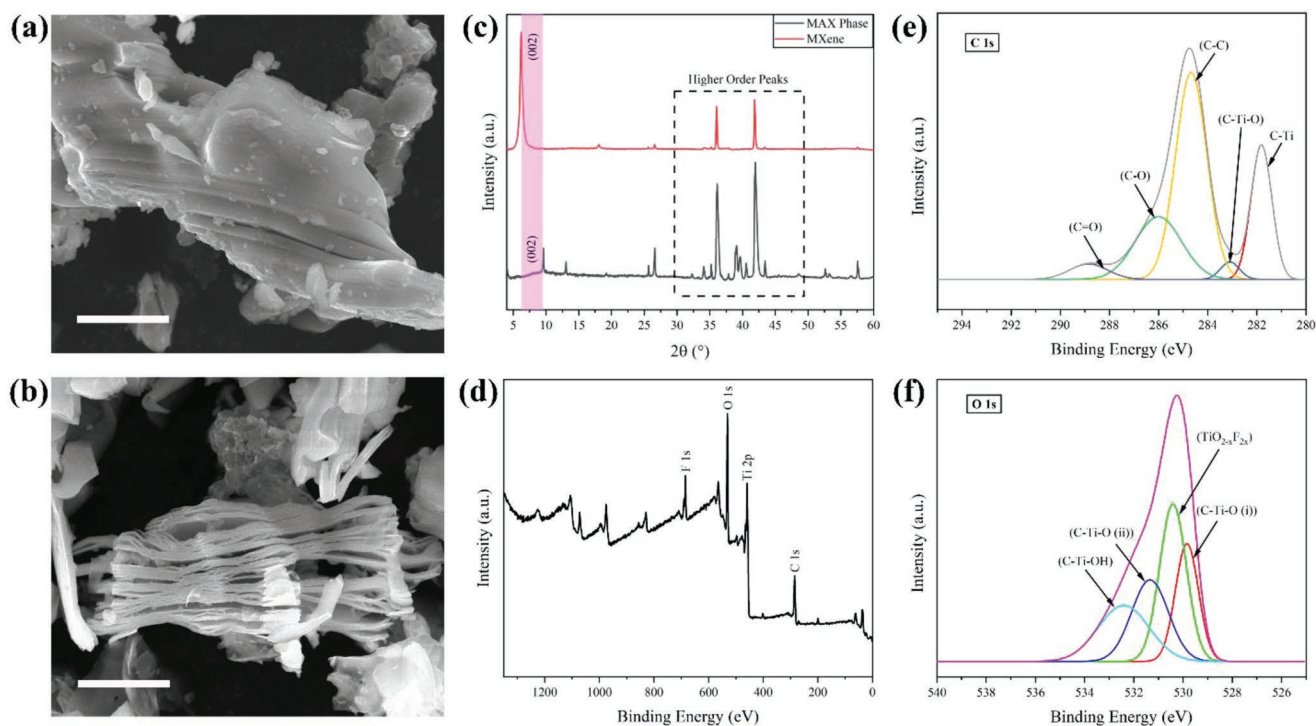 (a)
(b)
(c)
MAX Phase
MXene
(002)
(002)
Higher Order Peaks
Intensity (a.u.)
5 10 15 20 25 30 35 40 45 50 55 60
2θ (°)
(d)
F 1s
O 1s
Ti 2p
C 1s
Intensity (a.u.)
1200 1000 800 600 400 200 0
Binding Energy (eV)
(e)
C 1s
(C-C)
(C-Ti-O)
C-Ti
(C-O)
(C=O)
Intensity (a.u.)
294 292 290 288 286 284 282 280
Binding Energy (eV)
(f)
O 1s
(TiO₂₋ₓF₂ₓ)
(C-Ti-O (i))
(C-Ti-O (ii))
(C-Ti-OH)
Intensity (a.u.)
540 538 536 534 532 530 528 526
Binding Energy (eV)